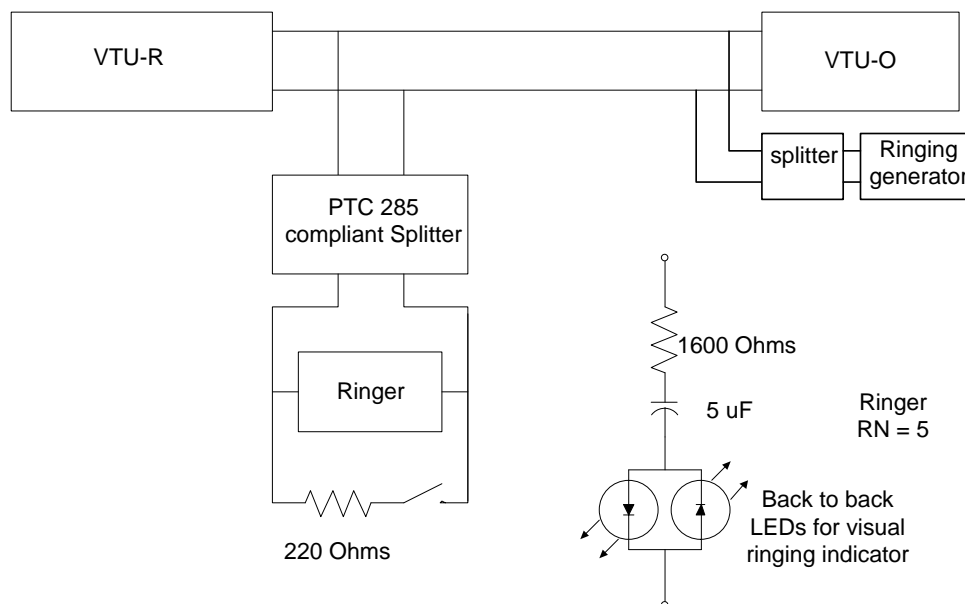 VTU-R
VTU-O
splitter
Ringing
generator
PTC 285
compliant Splitter
1600 Ohms
Ringer
5 uF
Ringer
RN = 5
Back to back
LEDs for visual
ringing indicator
220 Ohms